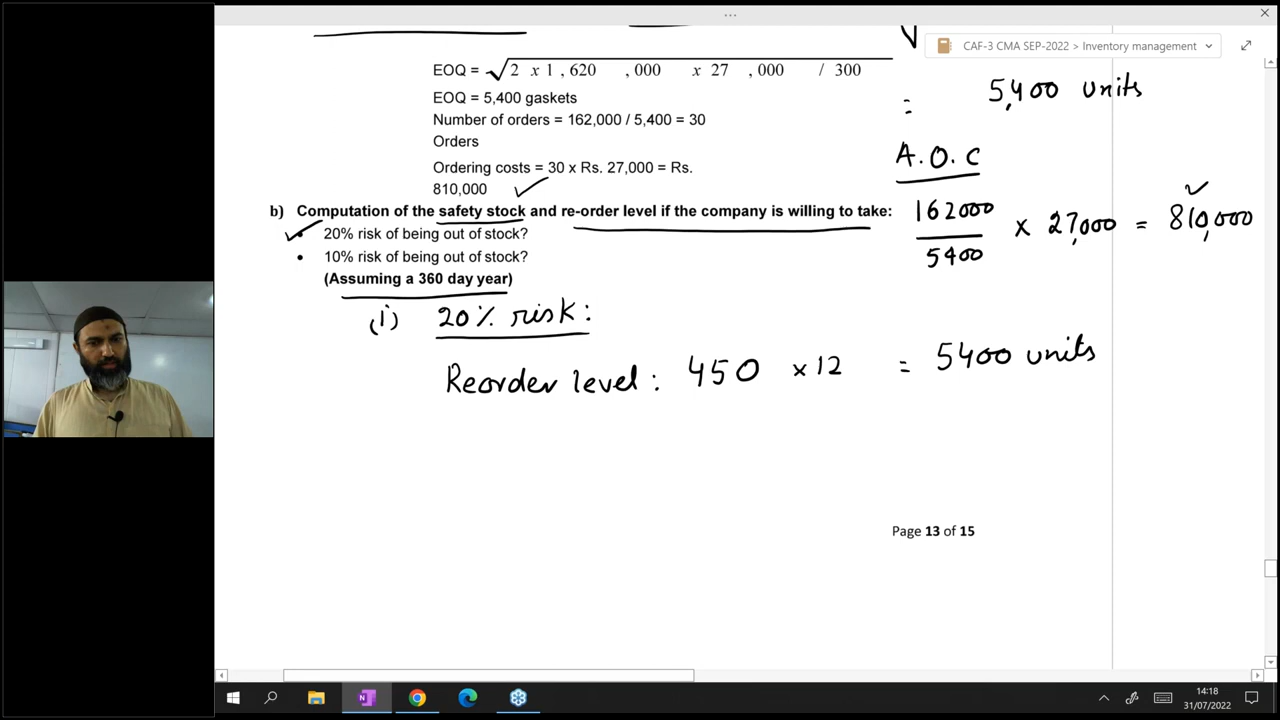 CAF-3 CMA SEP-2022 > Inventory management
EOQ = √ 2 x 1 , 620 , 000 x 27 , 000 / 300
EOQ = 5,400 gaskets
Number of orders = 162,000 / 5,400 = 30
Orders
Ordering costs = 30 x Rs. 27,000 = Rs.
810,000
= 5,400 units
A.O.C
162000
5400
x 27,000 = 810,000
b) Computation of the safety stock and re-order level if the company is willing to take:
• 20% risk of being out of stock?
• 10% risk of being out of stock?
(Assuming a 360 day year)
(i) 20% risk:
Reorder level: 450 x 12 = 5400 units
Page 13 of 15
14:18
31/07/2022